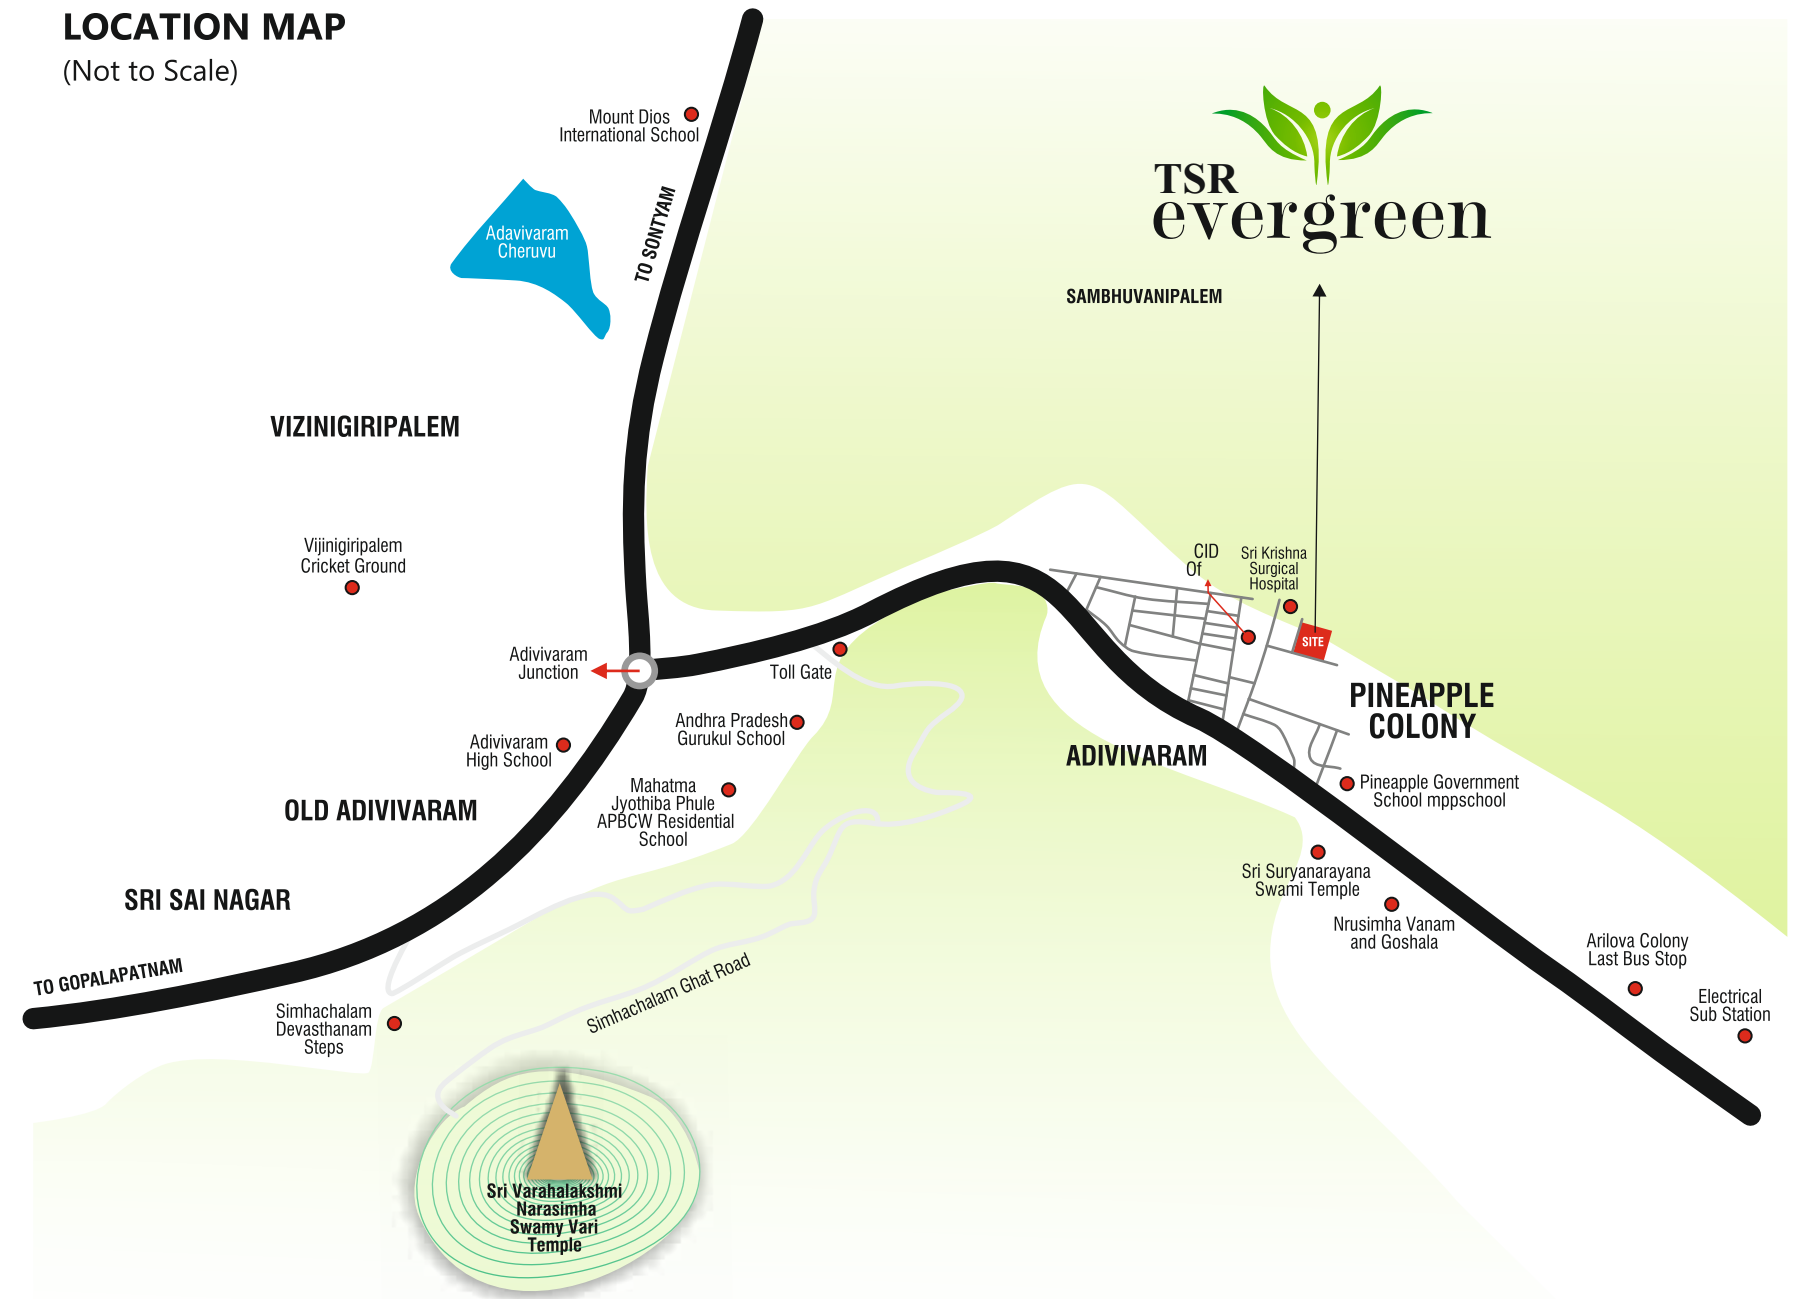 LOCATION MAP
(Not to Scale)
Mount Dios
International School
TO SONTYAM
Adavivaram
Cheruvu
TSR
evergreen
SAMBHUVANIPALEM
VIZINIGIRIPALEM
Vijinigiripalem
Cricket Ground
CID
Of
Sri Krishna
Surgical
Hospital
SITE
Adivivaram
Junction
Toll Gate
Andhra Pradesh
Gurukul School
Adivivaram
High School
Mahatma
Jyothiba Phule
APBCW Residential
School
PINEAPPLE
COLONY
ADIVIVARAM
Pineapple Government
School mppschool
OLD ADIVIVARAM
Sri Suryanarayana
Swami Temple
SRI SAI NAGAR
Nrusimha Vanam
and Goshala
Arilova Colony
Last Bus Stop
TO GOPALAPATNAM
Simhachalam Ghat Road
Electrical
Sub Station
Simhachalam
Devasthanam
Steps
Sri Varahalakshmi
Narasimha
Swamy Vari
Temple